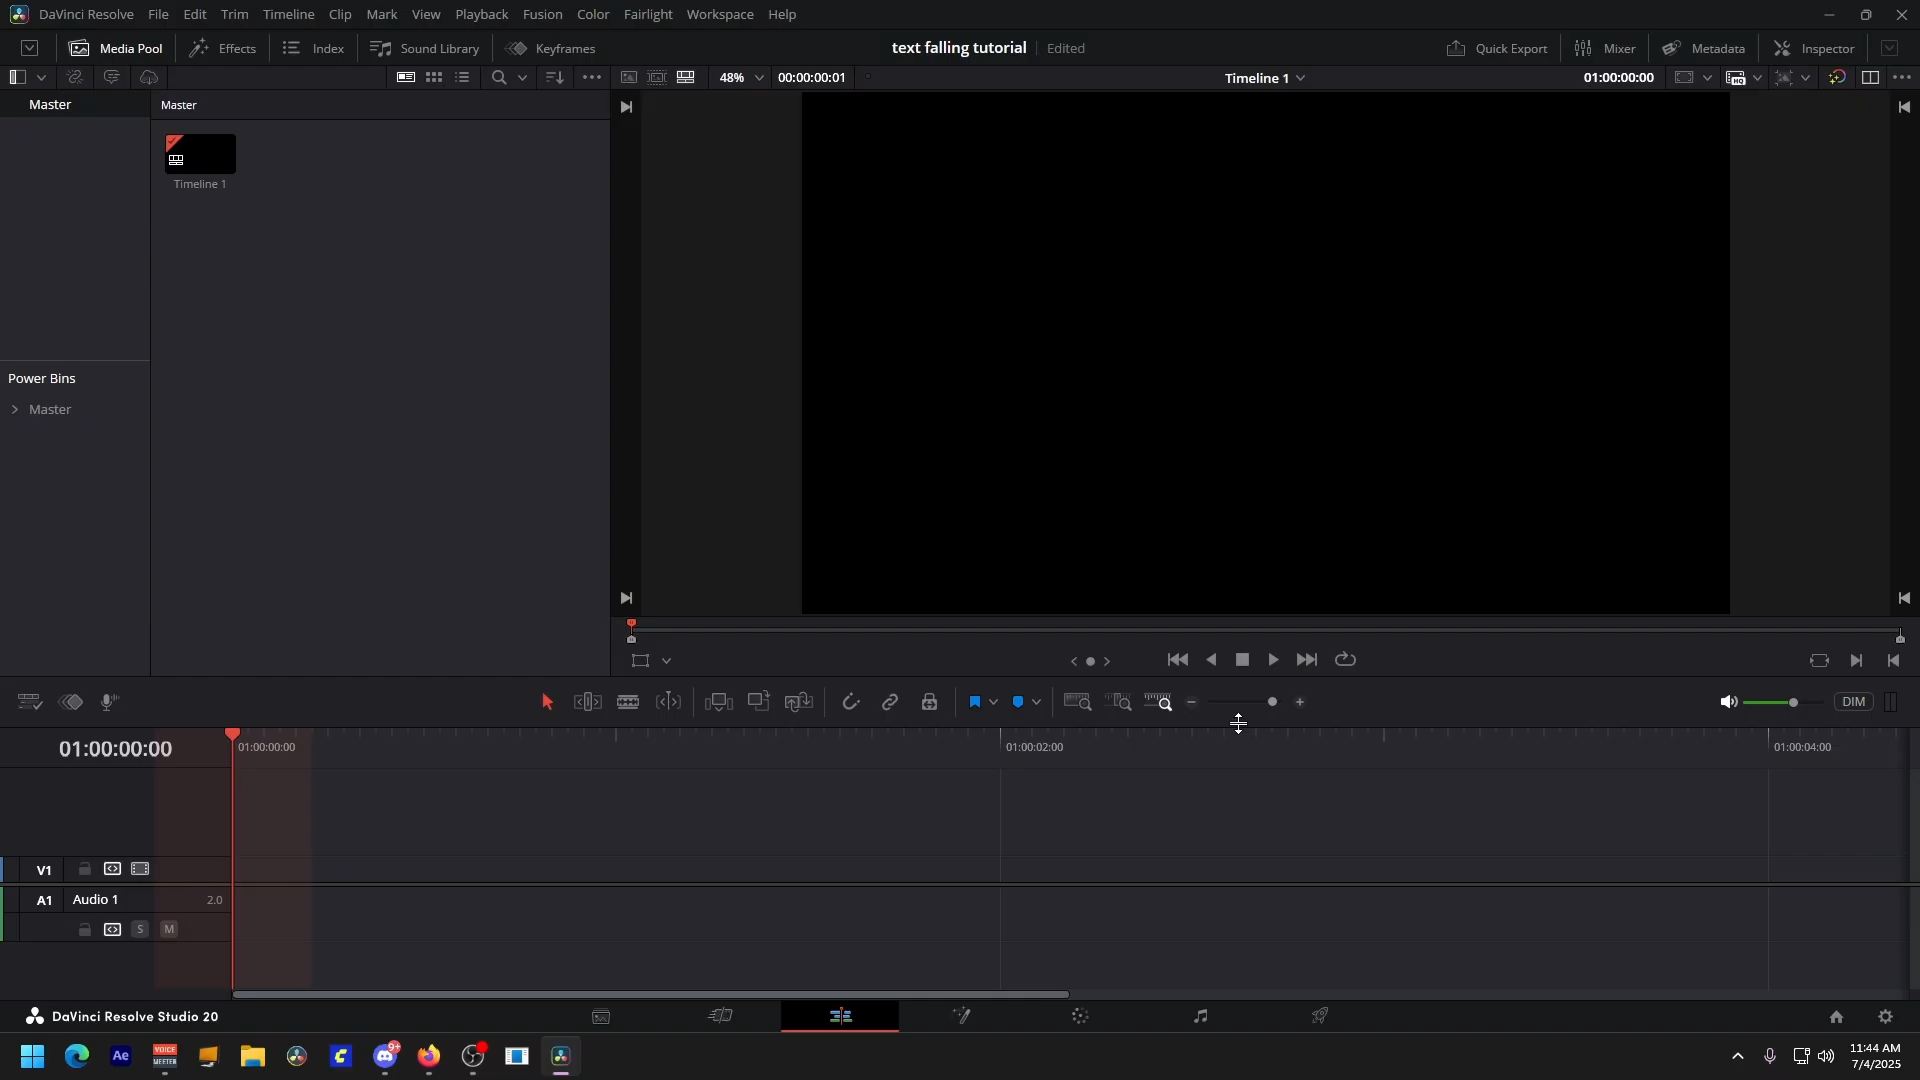 DaVinci Resolve File Edit Trim Timeline Clip Mark View Playback Fusion Color Fairlight Workspace Help
Media Pool Effects Index Sound Library Keyframes text falling tutorial Edited Quick Export Mixer Metadata Inspector
48% 00:00:00:01 Timeline 1 01:00:00:00
Master Master
Timeline 1
Power Bins
Master
DIM
01:00:00:00 01:00:00:00 01:00:02:00 01:00:04:00
V1
A1 Audio 1 2.0
S M
DaVinci Resolve Studio 20
Ae VOICE MEETER 9+ 11:44 AM
7/4/2025